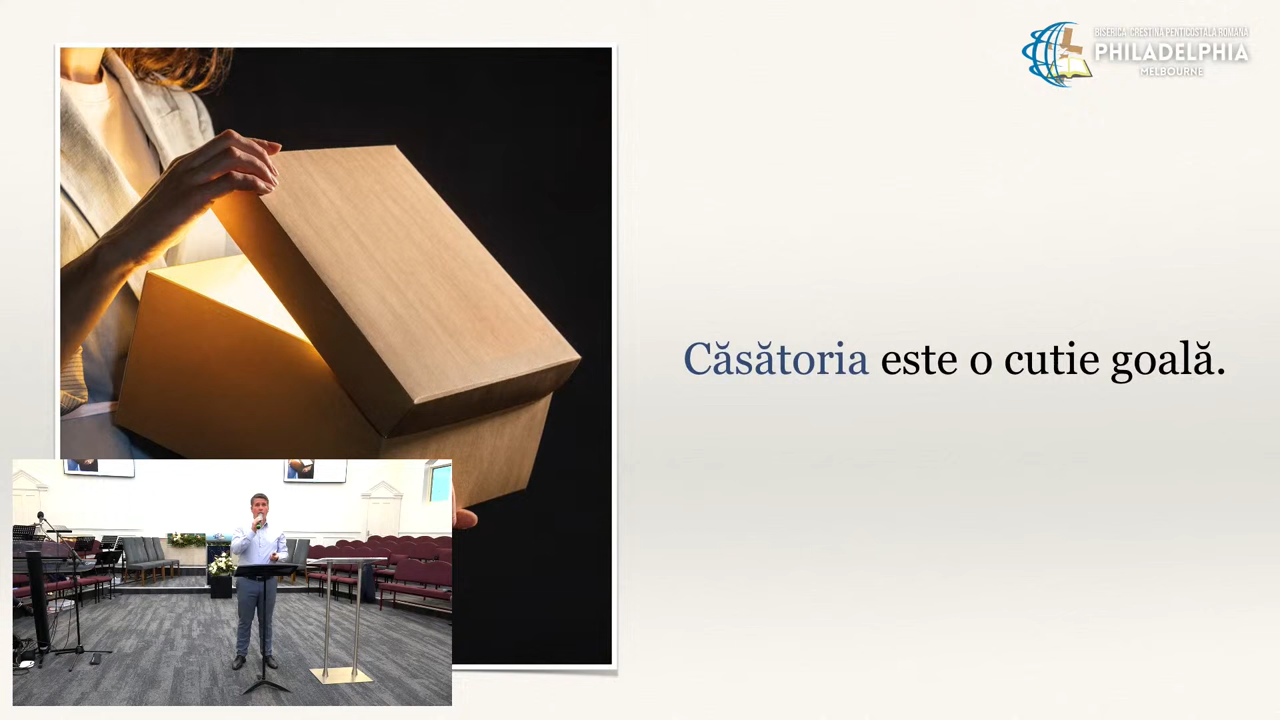 BISERICA CREȘTINĂ PENTICOSTALĂ ROMÂNĂ
PHILADELPHIA
MELBOURNE
Căsătoria este o cutie goală.